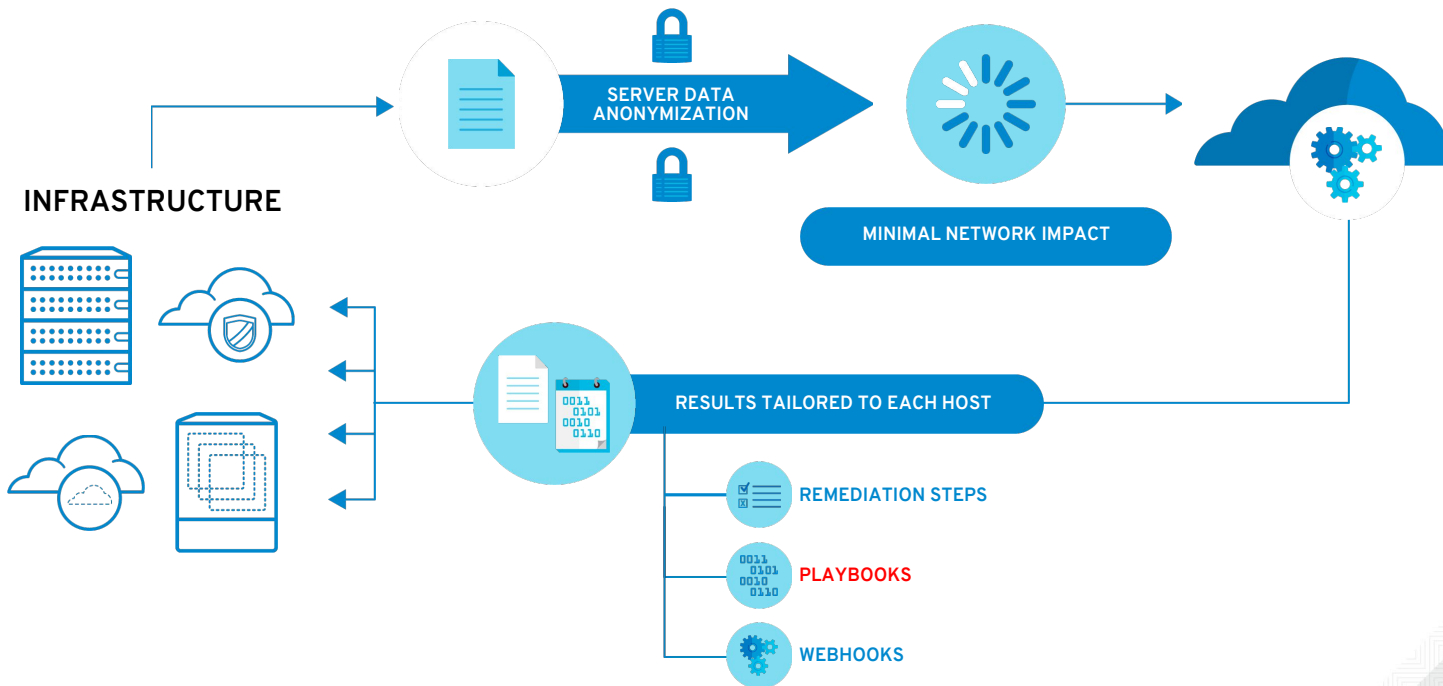 SERVER DATA
ANONYMIZATION
INFRASTRUCTURE
MINIMAL NETWORK IMPACT
0011
0101
0010
0110
RESULTS TAILORED TO EACH HOST
REMEDIATION STEPS
0011
0101
0010
0110
PLAYBOOKS
WEBHOOKS